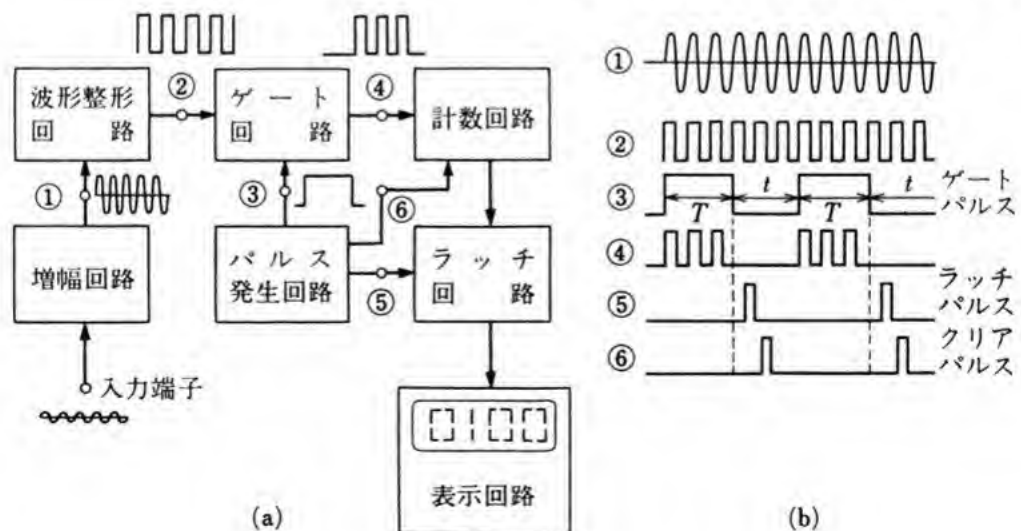 波形整形
回路
②
ゲート
回路
④
計数回路
①
③
⑥
増幅回路
パルス
発生回路
⑤
ラッチ
回路
入力端子
0100
表示回路
(a)
①
②
③
T
t
T
t
ゲート
パルス
④
⑤
ラッチ
パルス
⑥
クリア
パルス
(b)